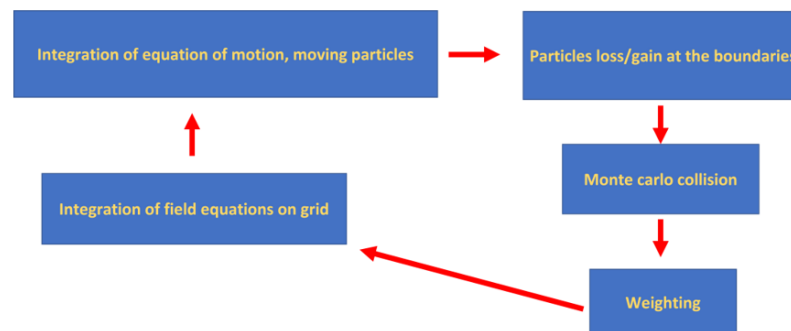 Integration of equation of motion, moving particles
Particles loss/gain at the boundaries
Monte carlo collision
Integration of field equations on grid
Weighting